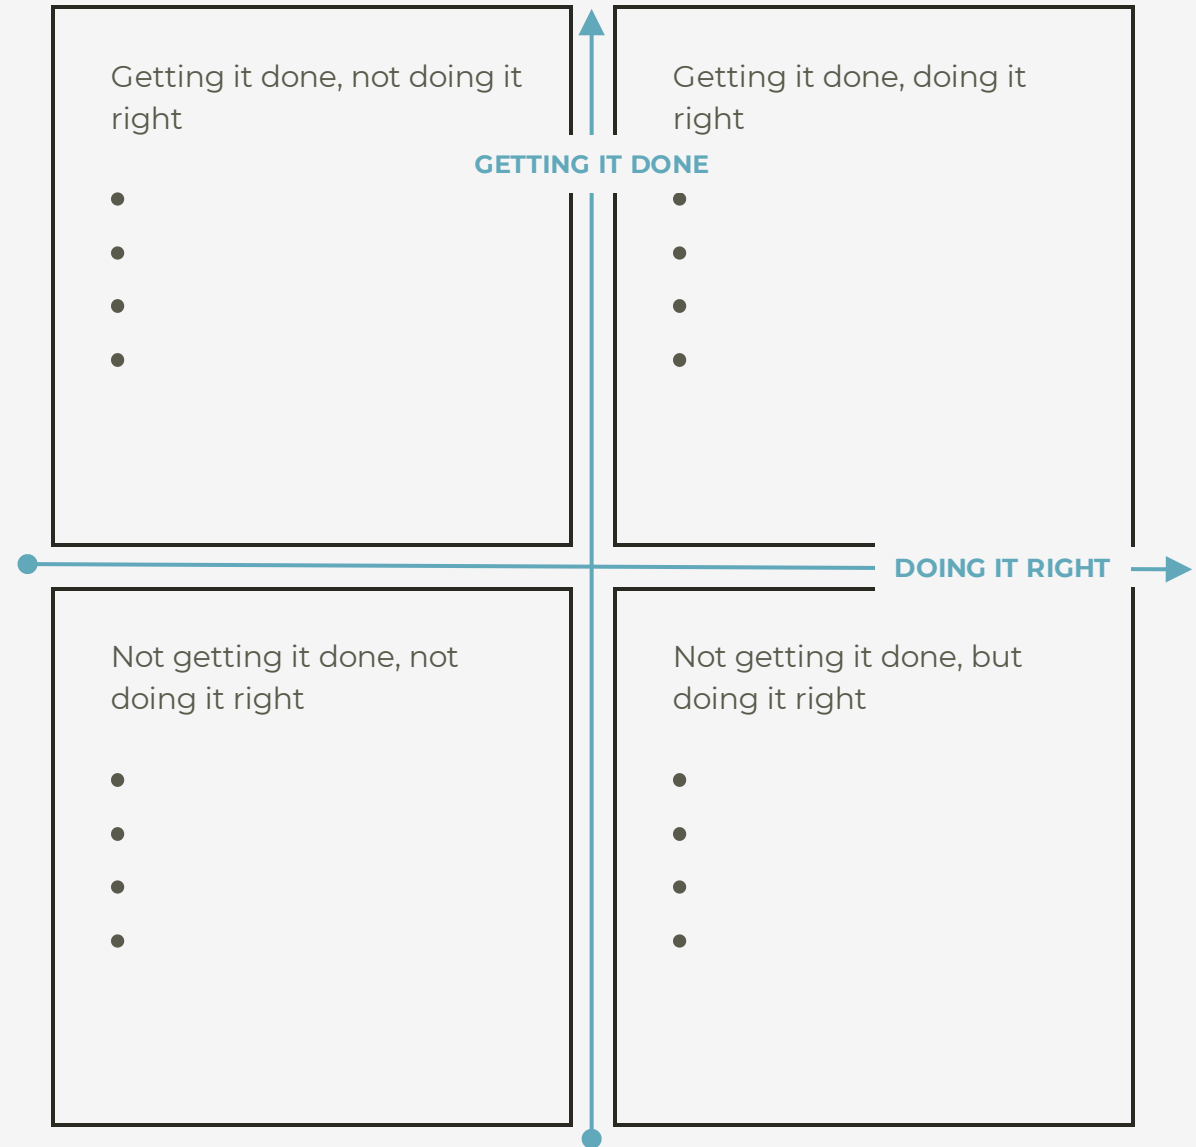 Getting it done, not doing it
right
Getting it done, doing it
right
GETTING IT DONE
DOING IT RIGHT
Not getting it done, not
doing it right
Not getting it done, but
doing it right